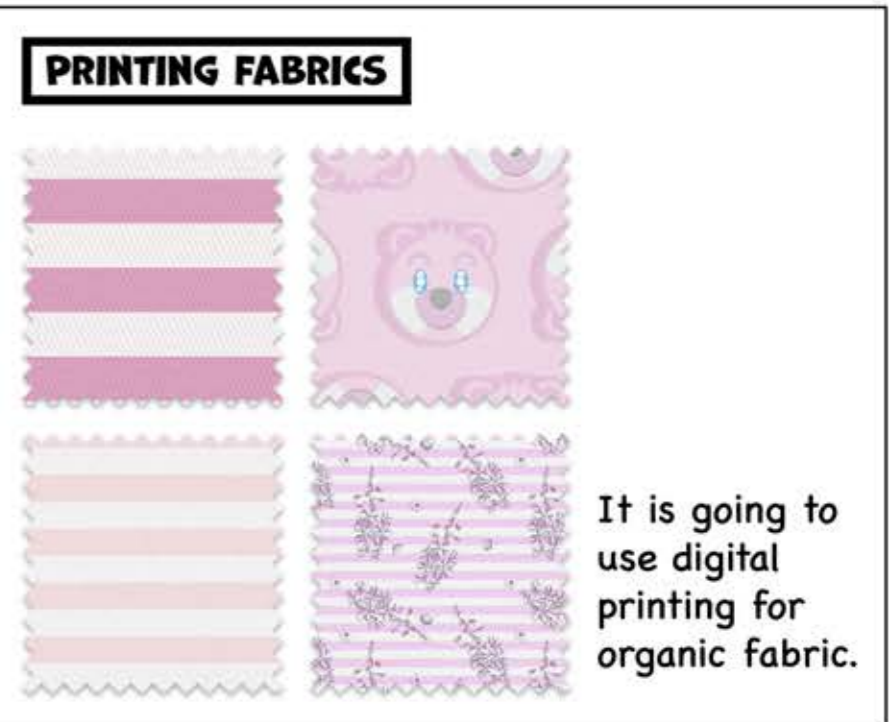 PRINTING FABRICS
It is going to
use digital
printing for
organic fabric.